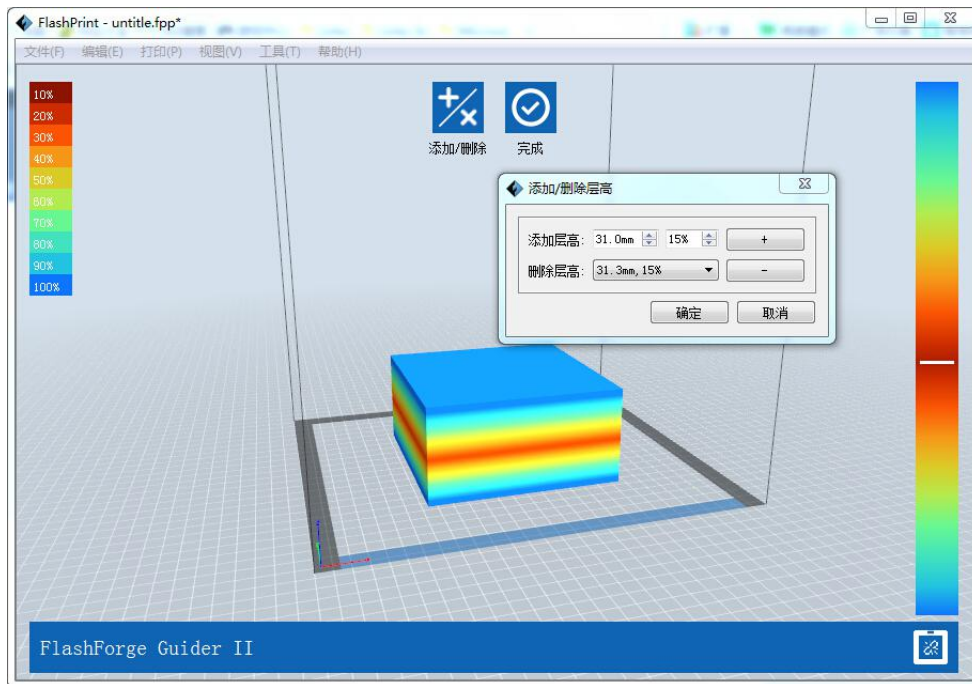 FlashPrint - untitle.fpp*
文件(F) 编辑(E) 打印(P) 视图(V) 工具(T) 帮助(H)
10%
20%
30%
40%
50%
60%
70%
80%
90%
100%
添加/删除 完成
添加/删除层高
添加层高: 31.0mm 15% +
删除层高: 31.3mm, 15% -
确定 取消
FlashForge Guider II